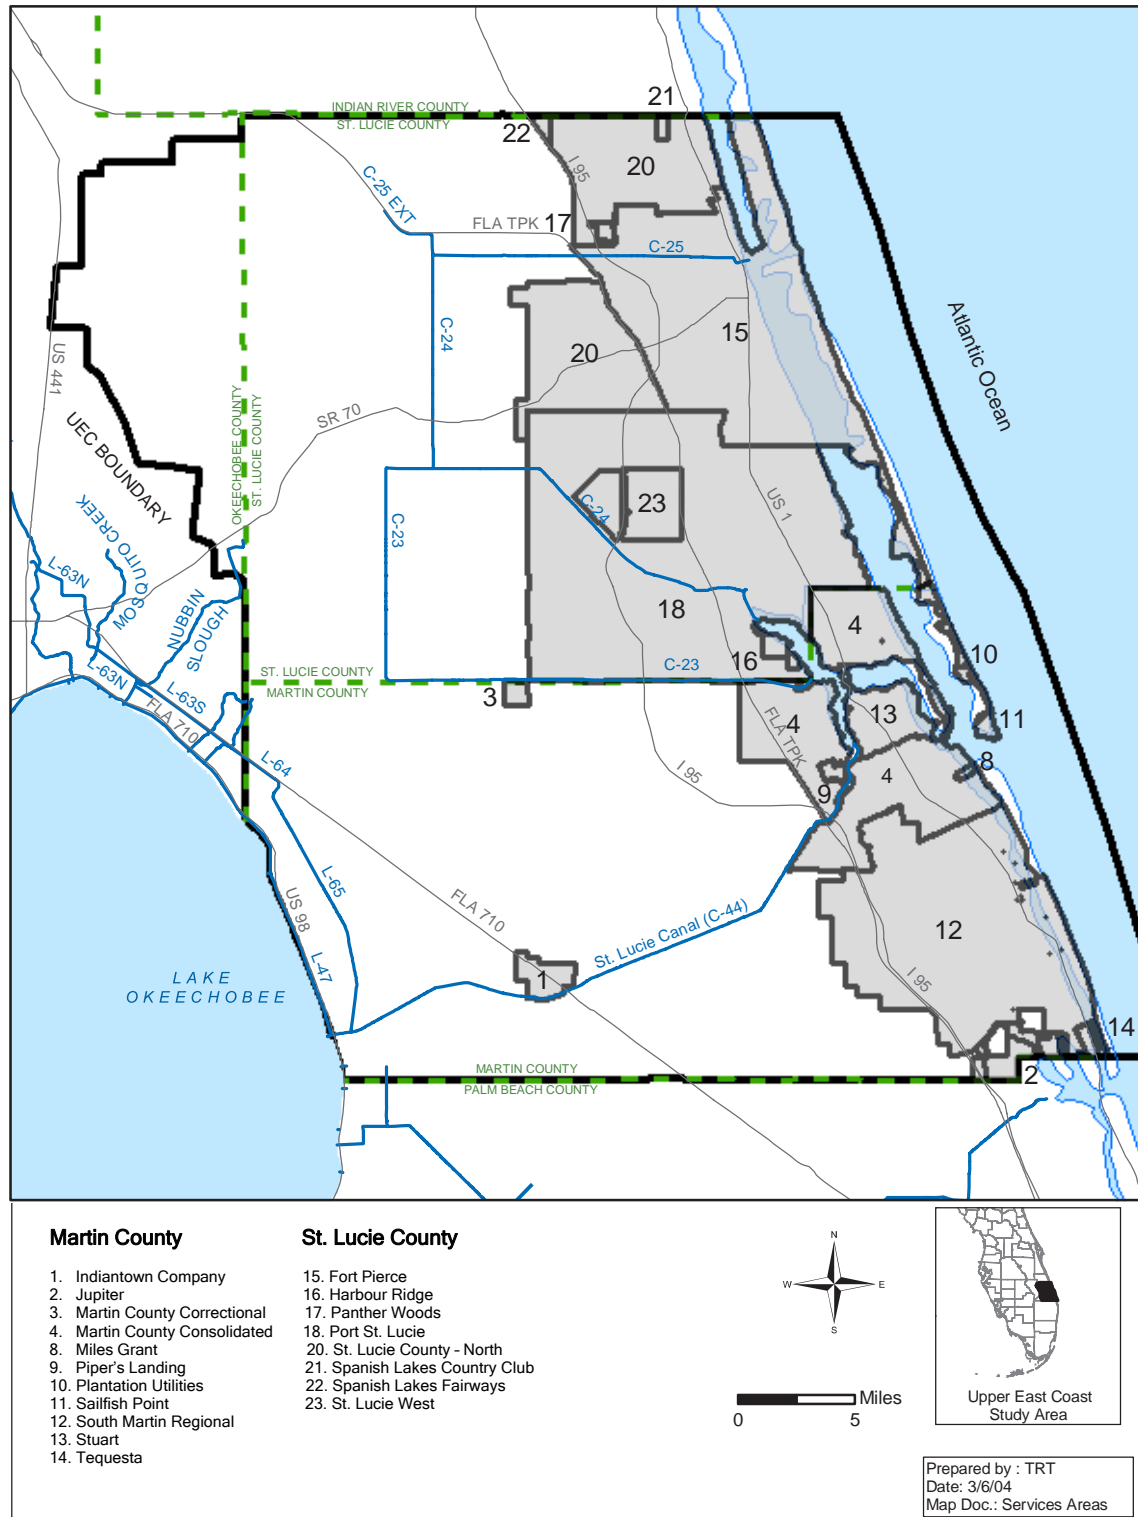 21
INDIAN RIVER COUNTY
ST. LUCIE COUNTY
22
20
I 95
C-25 EXT
FLA TPK
17
C-25
C-24
15
Atlantic Ocean
20
US 441
SR 70
OKEECHOBEE COUNTY
ST. LUCIE COUNTY
UEC BOUNDARY
MOSQUITO CREEK
C-23
C-24
23
US 1
L-63N
NUBBIN
SLOUGH
18
4
16
10
L-63N
ST. LUCIE COUNTY
C-23
MARTIN COUNTY
L-63S
3
FLA 710
4
13
11
FLA TPK
8
L-64
I 95
4
9
L-65
US 98
FLA 710
St. Lucie Canal (C-44)
12
L-47
LAKE
OKEECHOBEE
1
I 95
14
MARTIN COUNTY
2
PALM BEACH COUNTY
Martin County
1. Indiantown Company
2. Jupiter
3. Martin County Correctional
4. Martin County Consolidated
8. Miles Grant
9. Piper's Landing
10. Plantation Utilities
11. Sailfish Point
12. South Martin Regional
13. Stuart
14. Tequesta
St. Lucie County
15. Fort Pierce
16. Harbour Ridge
17. Panther Woods
18. Port St. Lucie
20. St. Lucie County - North
21. Spanish Lakes Country Club
22. Spanish Lakes Fairways
23. St. Lucie West
N
W E
S
Miles
0 5
Upper East Coast
Study Area
Prepared by : TRT
Date: 3/6/04
Map Doc.: Services Areas